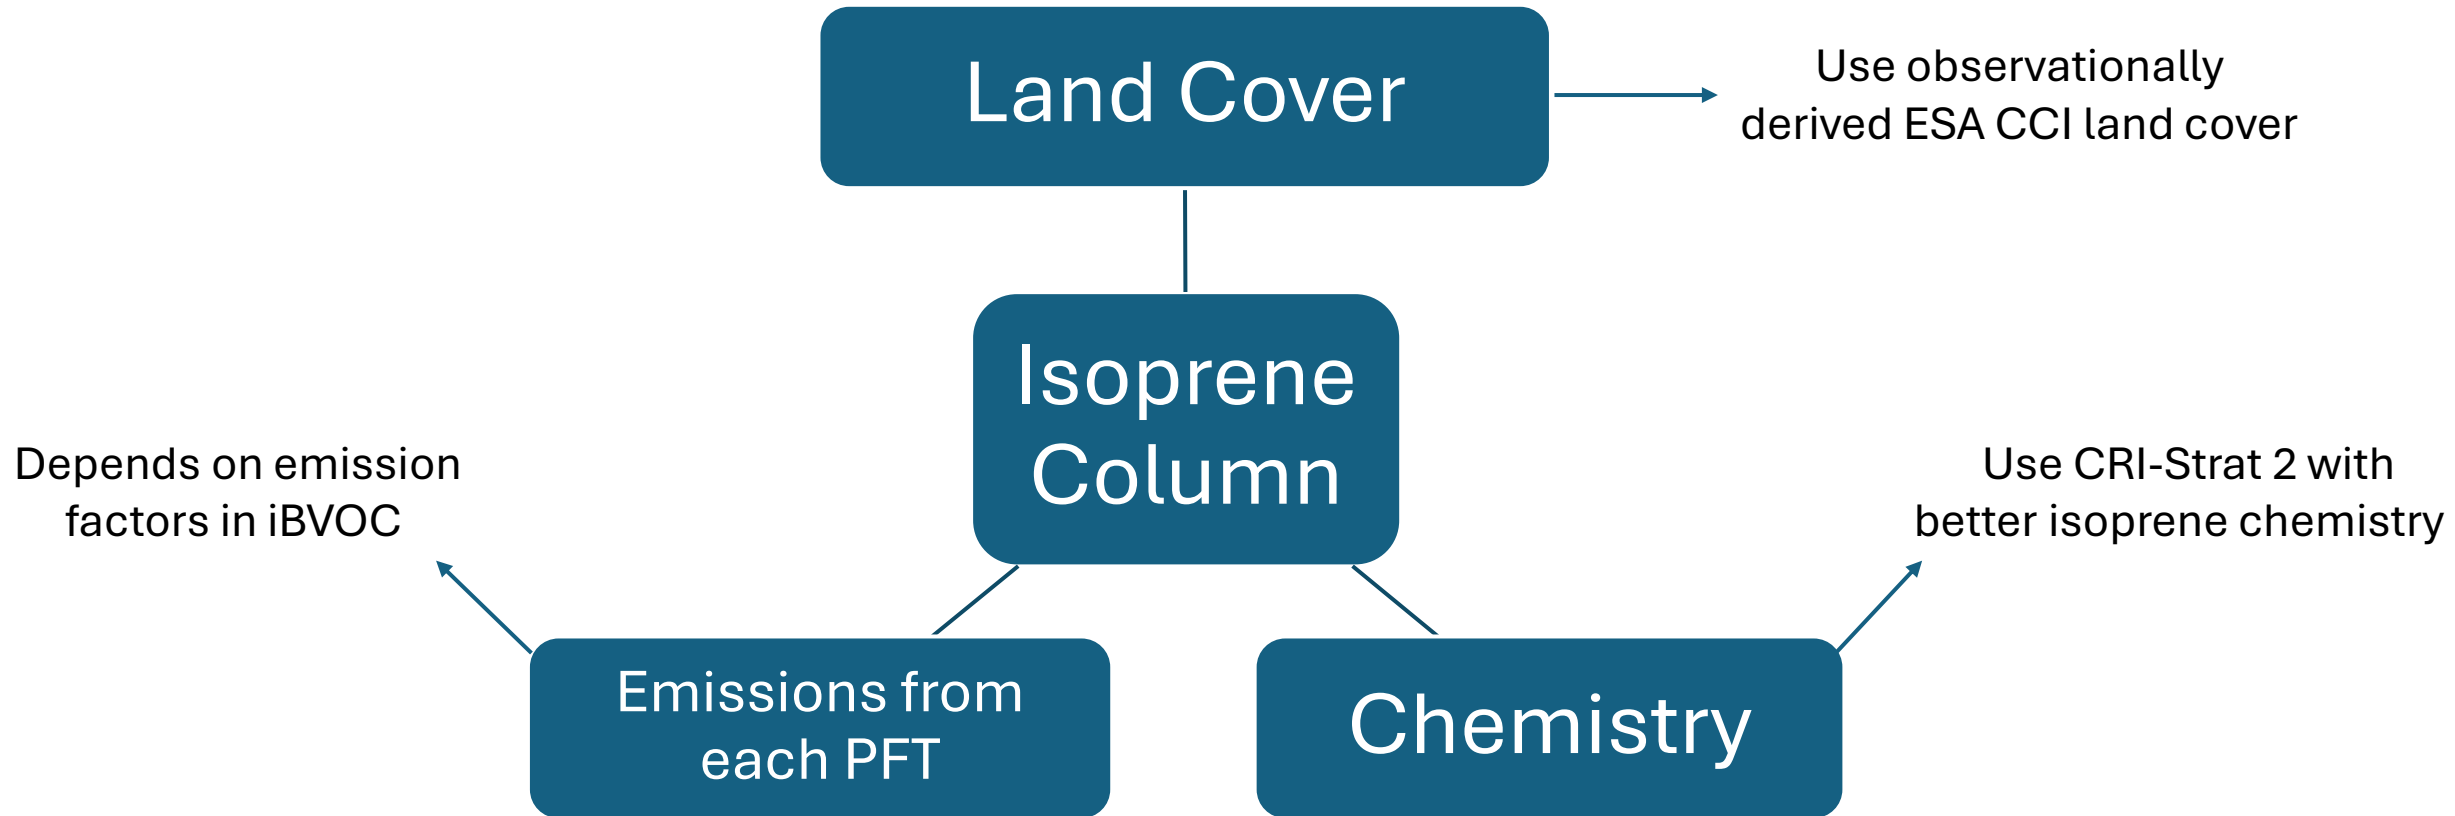 Land Cover
Use observationally
derived ESA CCI land cover
Isoprene
Column
Depends on emission
factors in iBVOC
Use CRI-Strat 2 with
better isoprene chemistry
Emissions from
each PFT
Chemistry